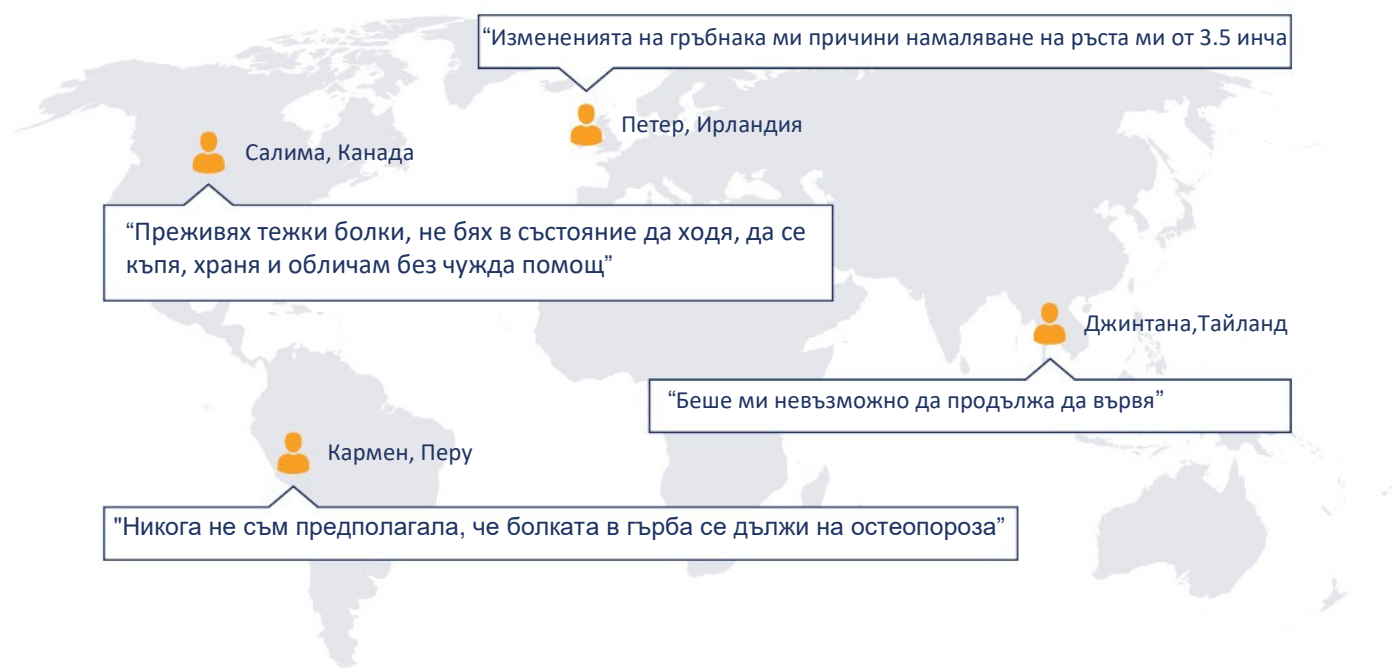 “Измененията на гръбнака ми причини намаляване на ръста ми от 3.5 инча
Петер, Ирландия
Салима, Канада
“Преживях тежки болки, не бях в състояние да ходя, да се
къпя, храня и обличам без чужда помощ”
Джинтана,Тайланд
“Беше ми невъзможно да продължа да вървя”
Кармен, Перу
"Никога не съм предполагала, че болката в гърба се дължи на остеопороза”